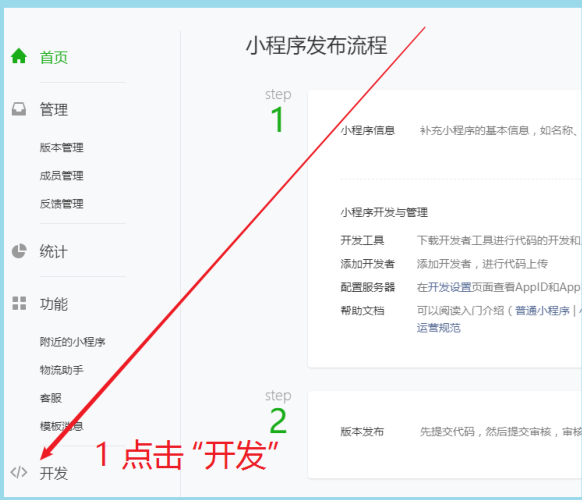 首页
管理
版本管理
成员管理
反馈管理
统计
功能
附近的小程序
物流助手
客服
模板消息
开发
小程序发布流程
step
1
小程序信息 补充小程序的基本信息，如名称、
小程序开发与管理
开发工具 下载开发者工具进行代码的开发和
添加开发者 添加开发者，进行代码上传
配置服务器 在开发设置页面查看AppID和App
帮助文档 可以阅读入门介绍（普通小程序 |
运营规范
step
2
版本发布 先提交代码，然后提交审核，审核
1 点击 “开发”